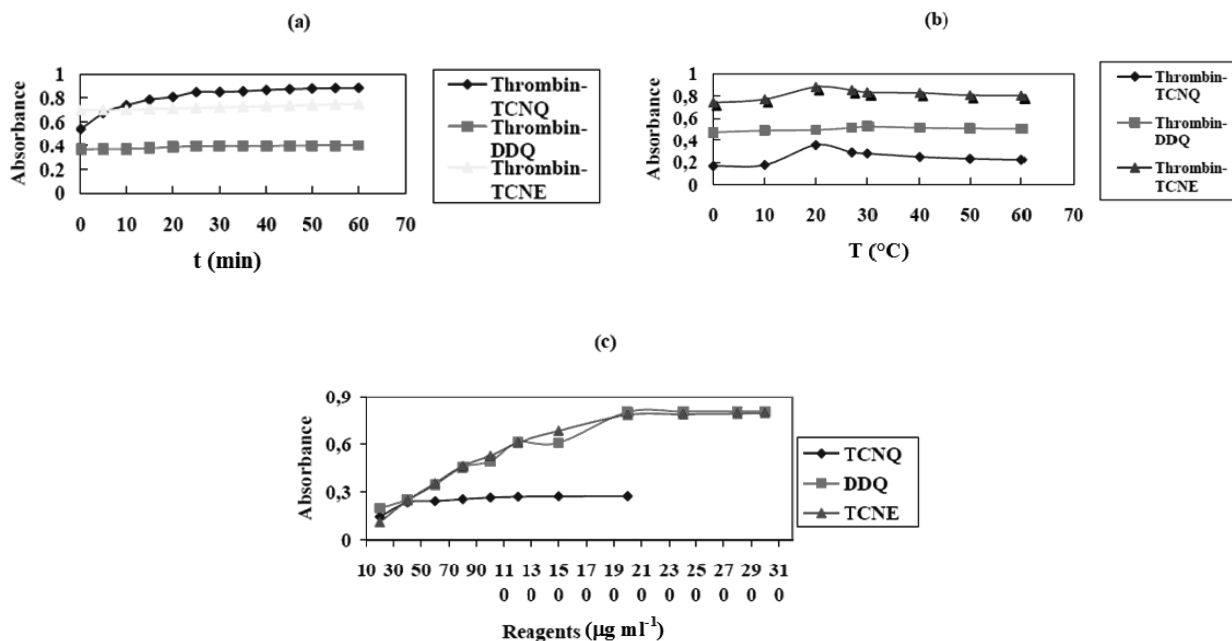 (a)
1
0.8
0.6
0.4
0.2
0
Absorbance
0 10 20 30 40 50 60 70
t (min)
Thrombin-
TCNQ
Thrombin-
DDQ
Thrombin-
TCNE
(b)
1
0,8
0,6
0,4
0,2
0
Absorbance
0 10 20 30 40 50 60 70
T (°C)
Thrombin-
TCNQ
Thrombin-
DDQ
Thrombin-
TCNE
(c)
0,9
0,6
0,3
0
Absorbance
10 30 50 70 90 11 13 15 17 19 21 23 25 27 29 31
0 0 0 0 0 0 0 0 0 0 0
Reagents (µg ml-1)
TCNQ
DDQ
TCNE